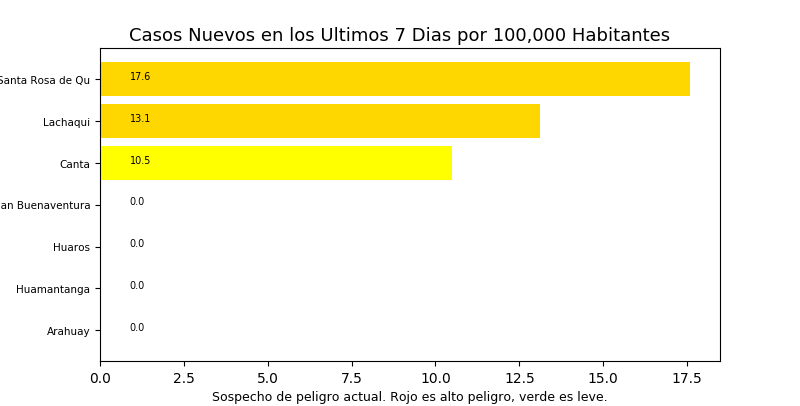 Casos Nuevos en los Ultimos 7 Dias por 100,000 Habitantes
Santa Rosa de Qu
17.6
Lachaqui
13.1
Canta
10.5
an Buenaventura
0.0
Huaros
0.0
Huamantanga
0.0
Arahuay
0.0
0.0 2.5 5.0 7.5 10.0 12.5 15.0 17.5
Sospecho de peligro actual. Rojo es alto peligro, verde es leve.